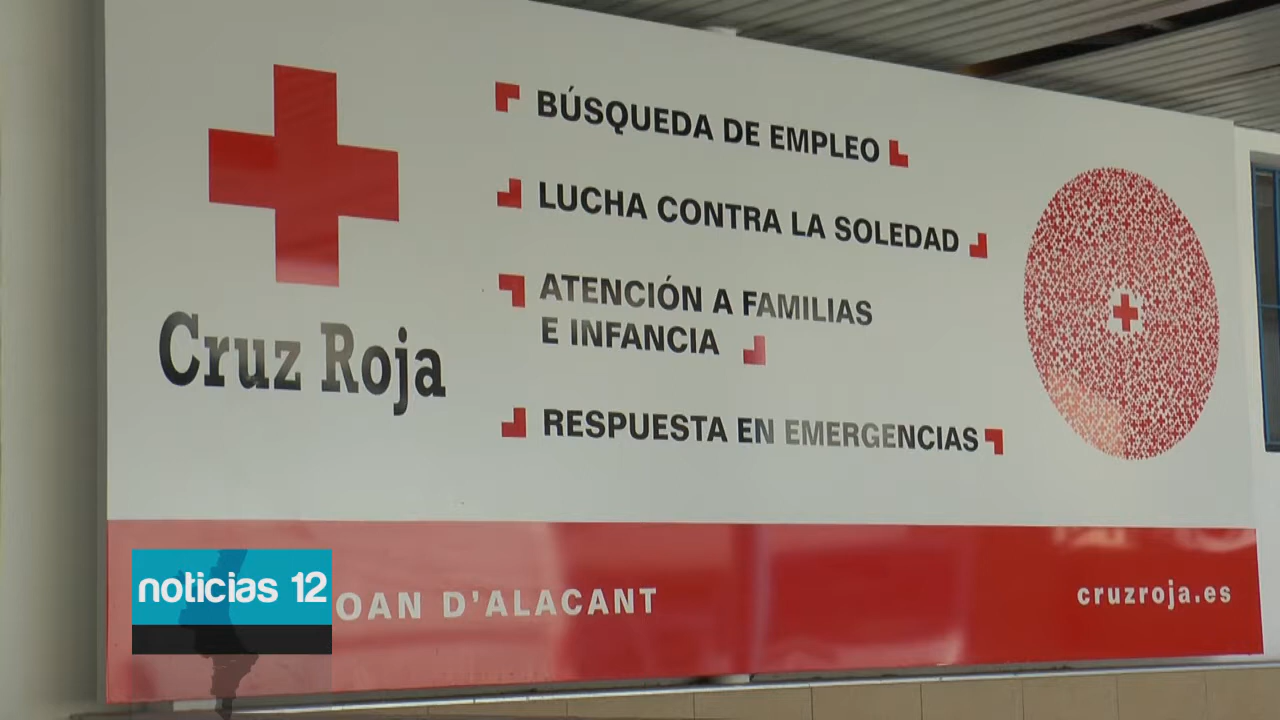 BÚSQUEDA DE EMPLEO
LUCHA CONTRA LA SOLEDAD
ATENCIÓN A FAMILIAS
E INFANCIA
Cruz Roja
RESPUESTA EN EMERGENCIAS
noticias 12
D'ALACANT
cruzroja.es